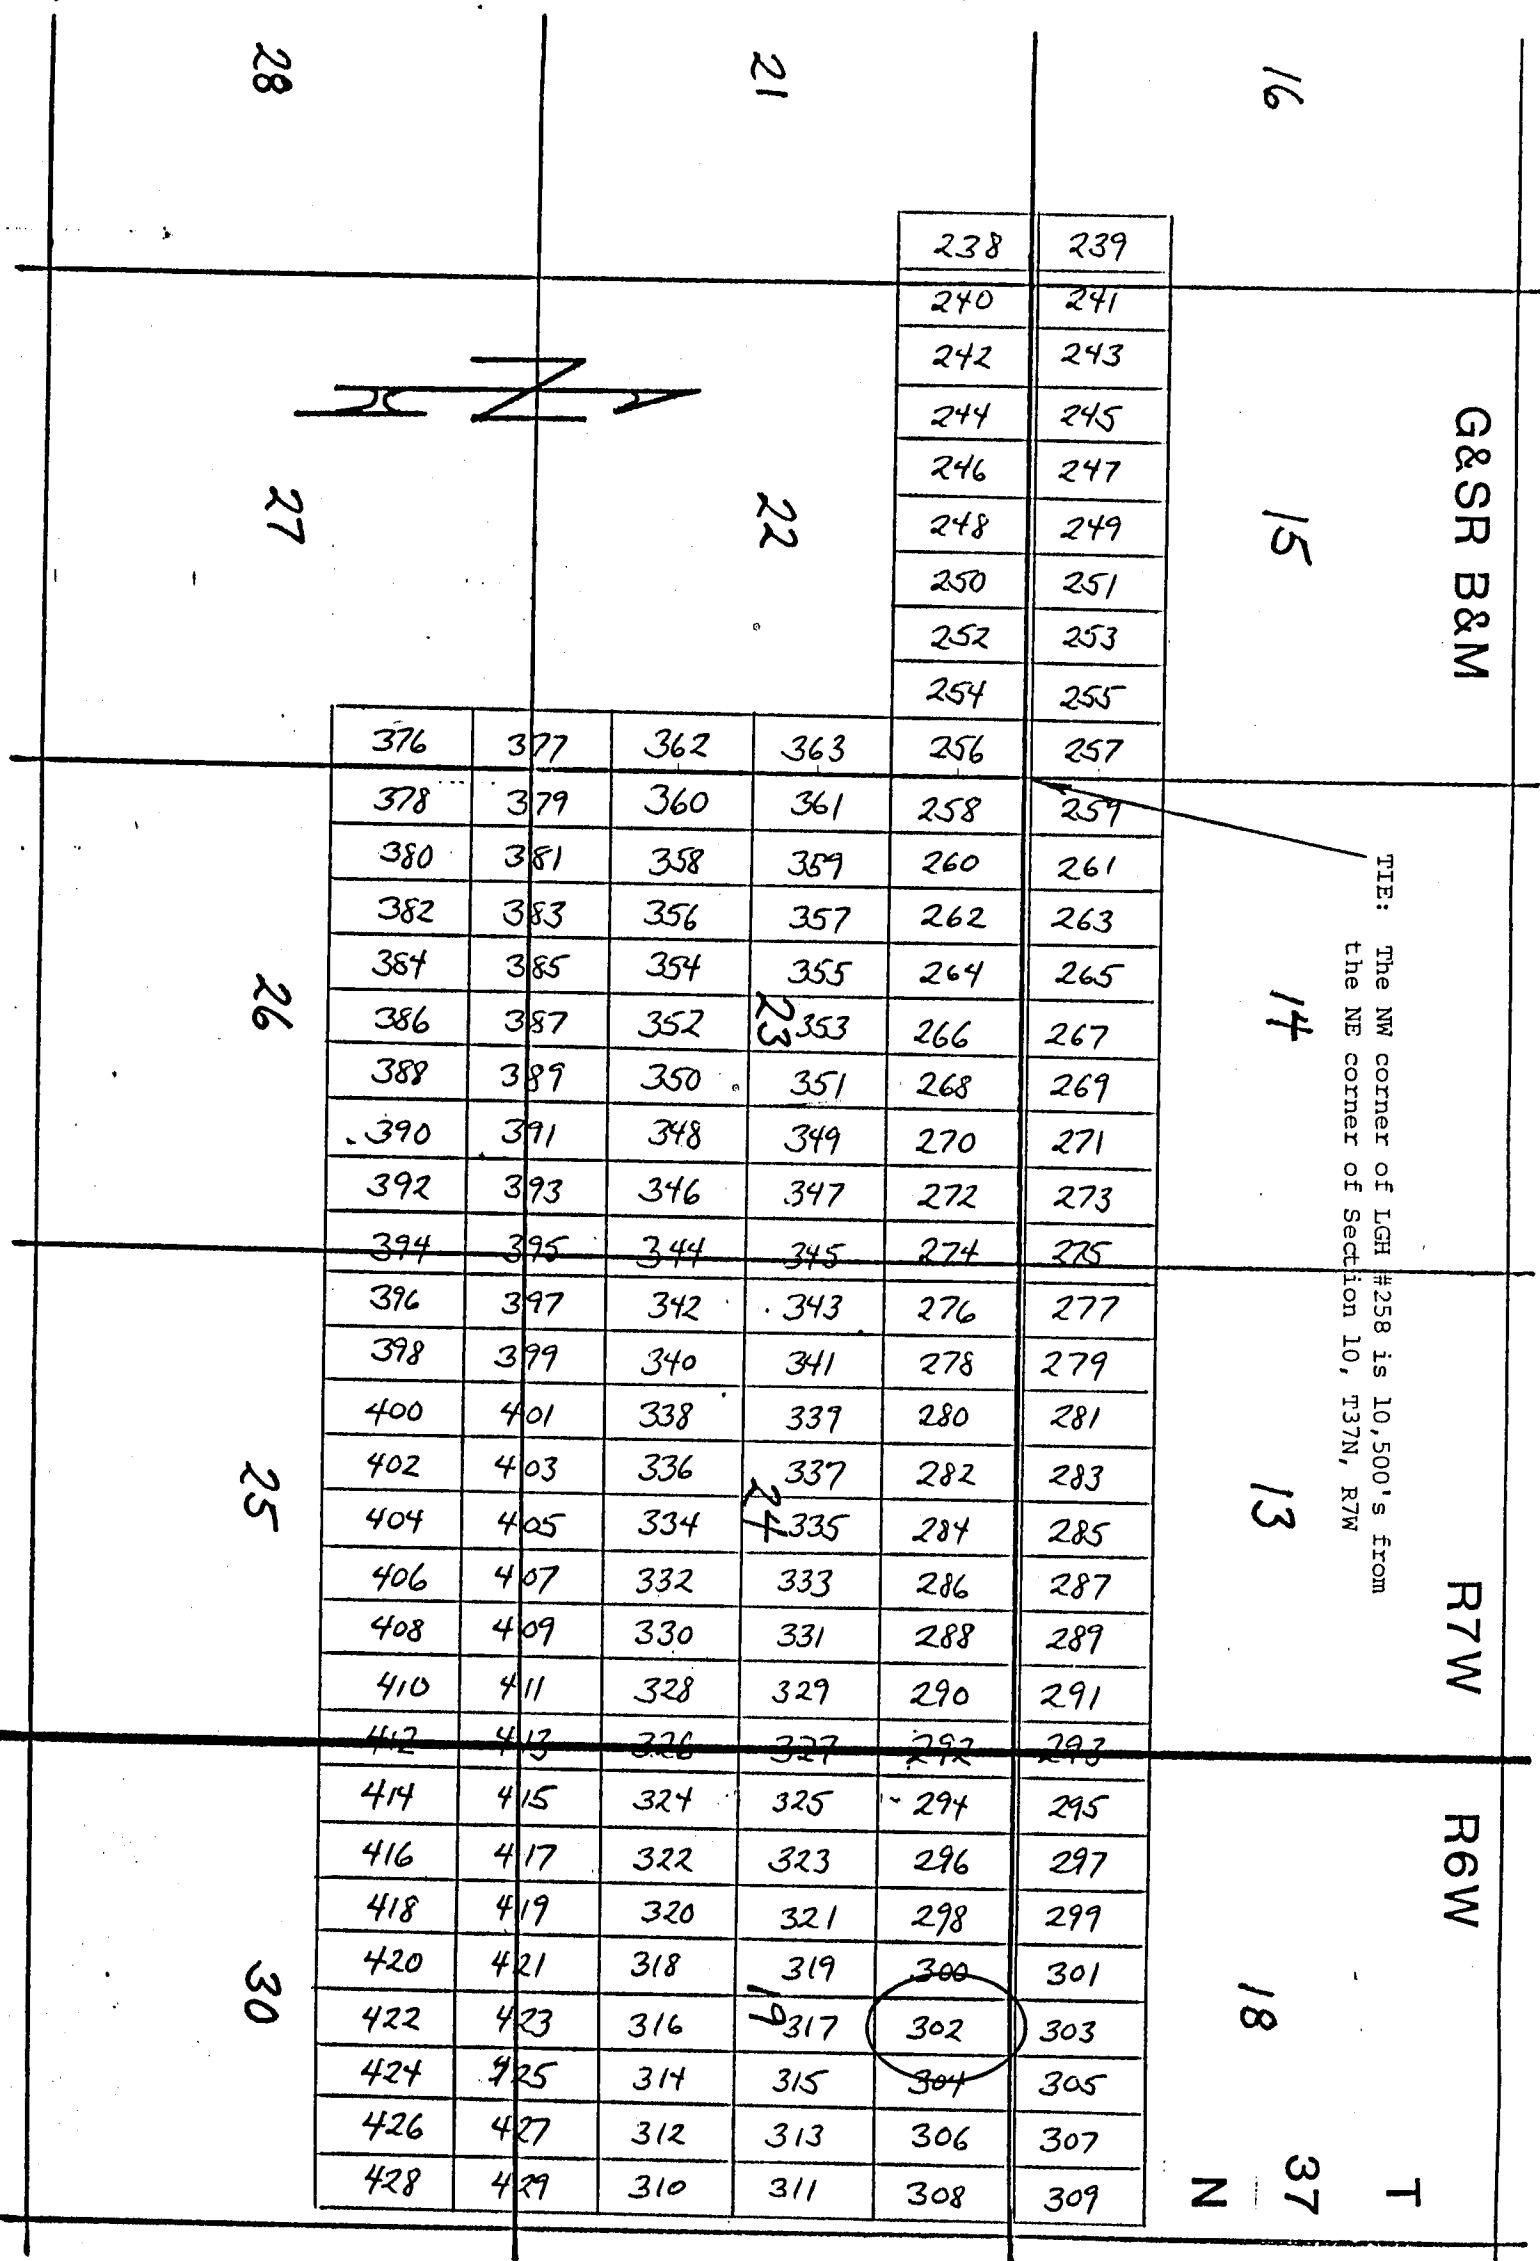 16
21
28
G&SR B&M
15
22
27
TIE: The NW corner of LGH #258 is 10,500's from
the NE corner of Section 10, T37N, R7W
14
23
26
R7W
13
24
25
R6W
18
19
30
T
37
N
238 239
240 241
242 243
244 245
246 247
248 249
250 251
252 253
254 255
376 377 362 363 256 257
378 379 360 361 258 259
380 381 358 359 260 261
382 383 356 357 262 263
384 385 354 355 264 265
386 387 352 353 266 267
388 389 350 351 268 269
390 391 348 349 270 271
392 393 346 347 272 273
394 395 344 345 274 275
396 397 342 343 276 277
398 399 340 341 278 279
400 401 338 339 280 281
402 403 336 337 282 283
404 405 334 335 284 285
406 407 332 333 286 287
408 409 330 331 288 289
410 411 328 329 290 291
412 413 326 327 292 293
414 415 324 325 294 295
416 417 322 323 296 297
418 419 320 321 298 299
420 421 318 319 300 301
422 423 316 317 302 303
424 425 314 315 304 305
426 427 312 313 306 307
428 429 310 311 308 309
N